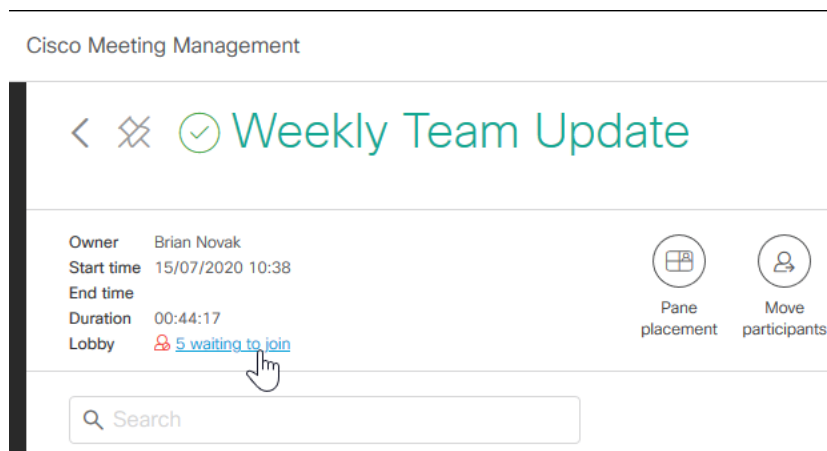 Cisco Meeting Management
Weekly Team Update
Owner Brian Novak
Start time 15/07/2020 10:38
End time
Duration 00:44:17
Lobby 5 waiting to join
Pane placement
Move participants
Search